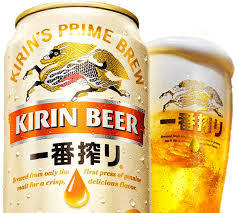 KIRIN'S PRIME BREW
KIRIN BEER
一番搾り
Brewed from only the first press of genuine
malt for a crisp, delicious flavor.
一番搾り